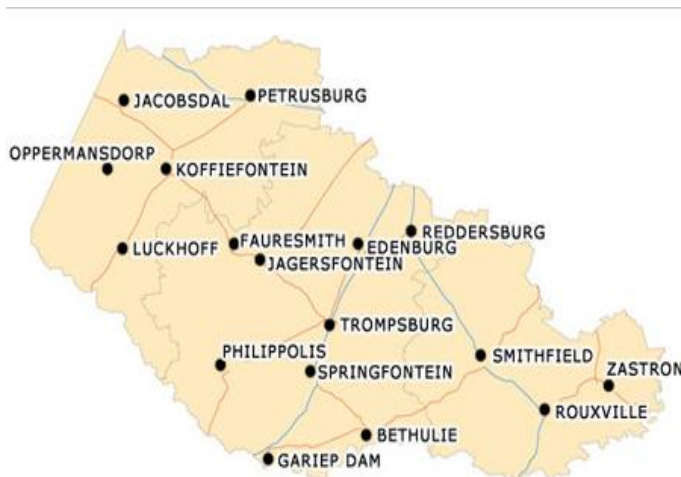 JACOBSDAL
PETRUSBURG
OPPERMANSDORP
KOFFIEFONTEIN
REDDERSBURG
LUCKHOFF
FAURESMITH
EDENBURG
JAGERSFONTEIN
TROMPSBURG
PHILIPPOLIS
SPRINGFONTEIN
SMITHFIELD
ZASTRON
ROUXVILLE
BETHULIE
GARIEP DAM